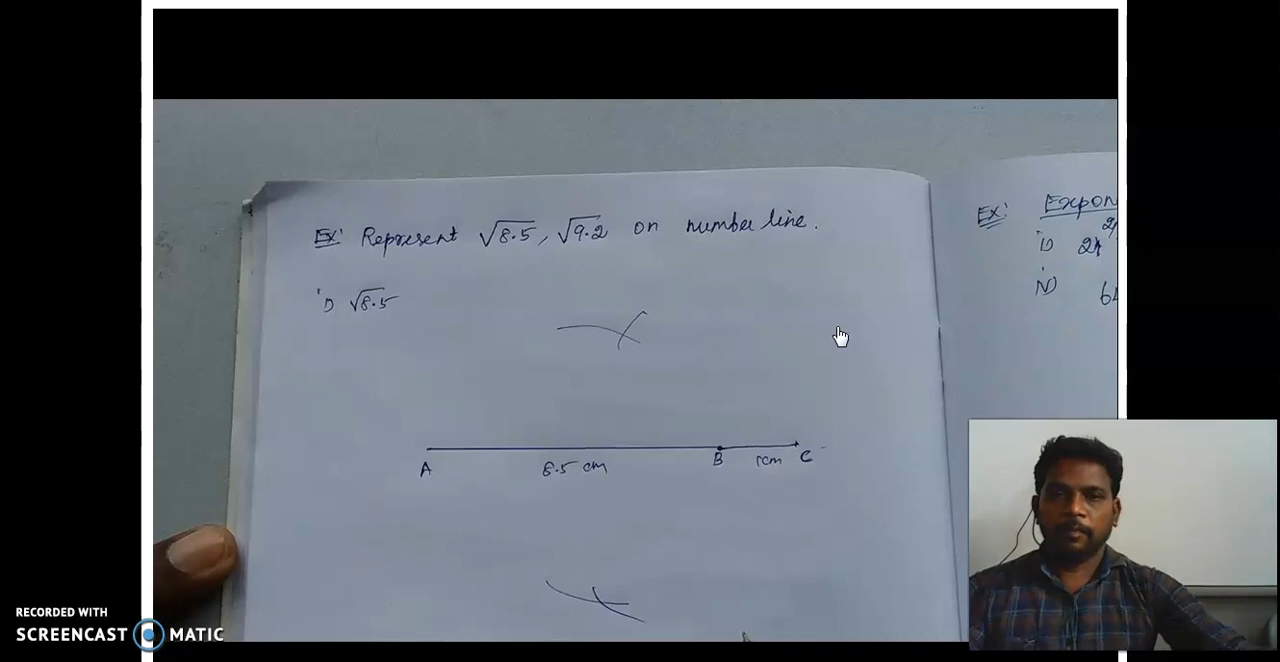 Ex: Represent √8.5, √9.2 on number line.
i) √8.5
A 8.5 cm B 1cm C
Ex: Expon
i)
64
RECORDED WITH
SCREENCAST MATIC